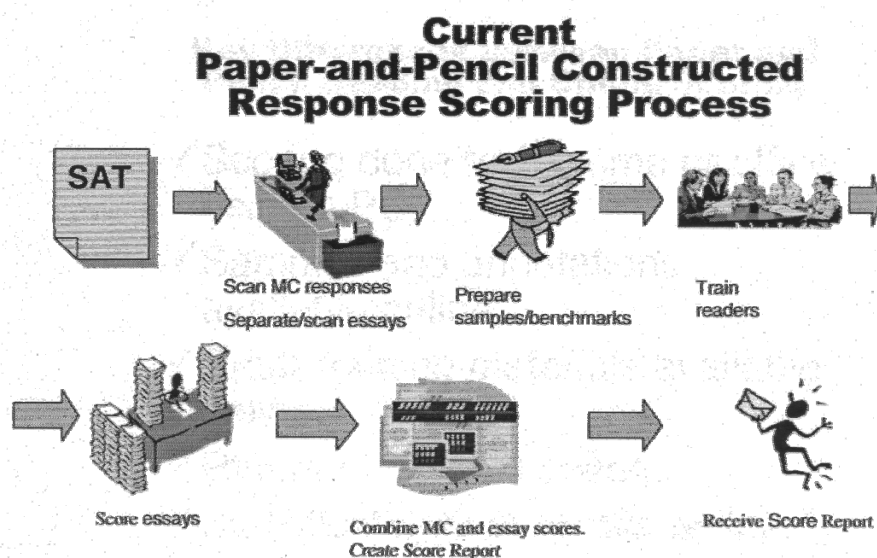 Current
Paper-and-Pencil Constructed
Response Scoring Process
SAT
Scan MC responses
Separate/scan essays
Prepare
samples/benchmarks
Train
readers
Score essays
Combine MC and essay scores.
Create Score Report
Receive Score Report